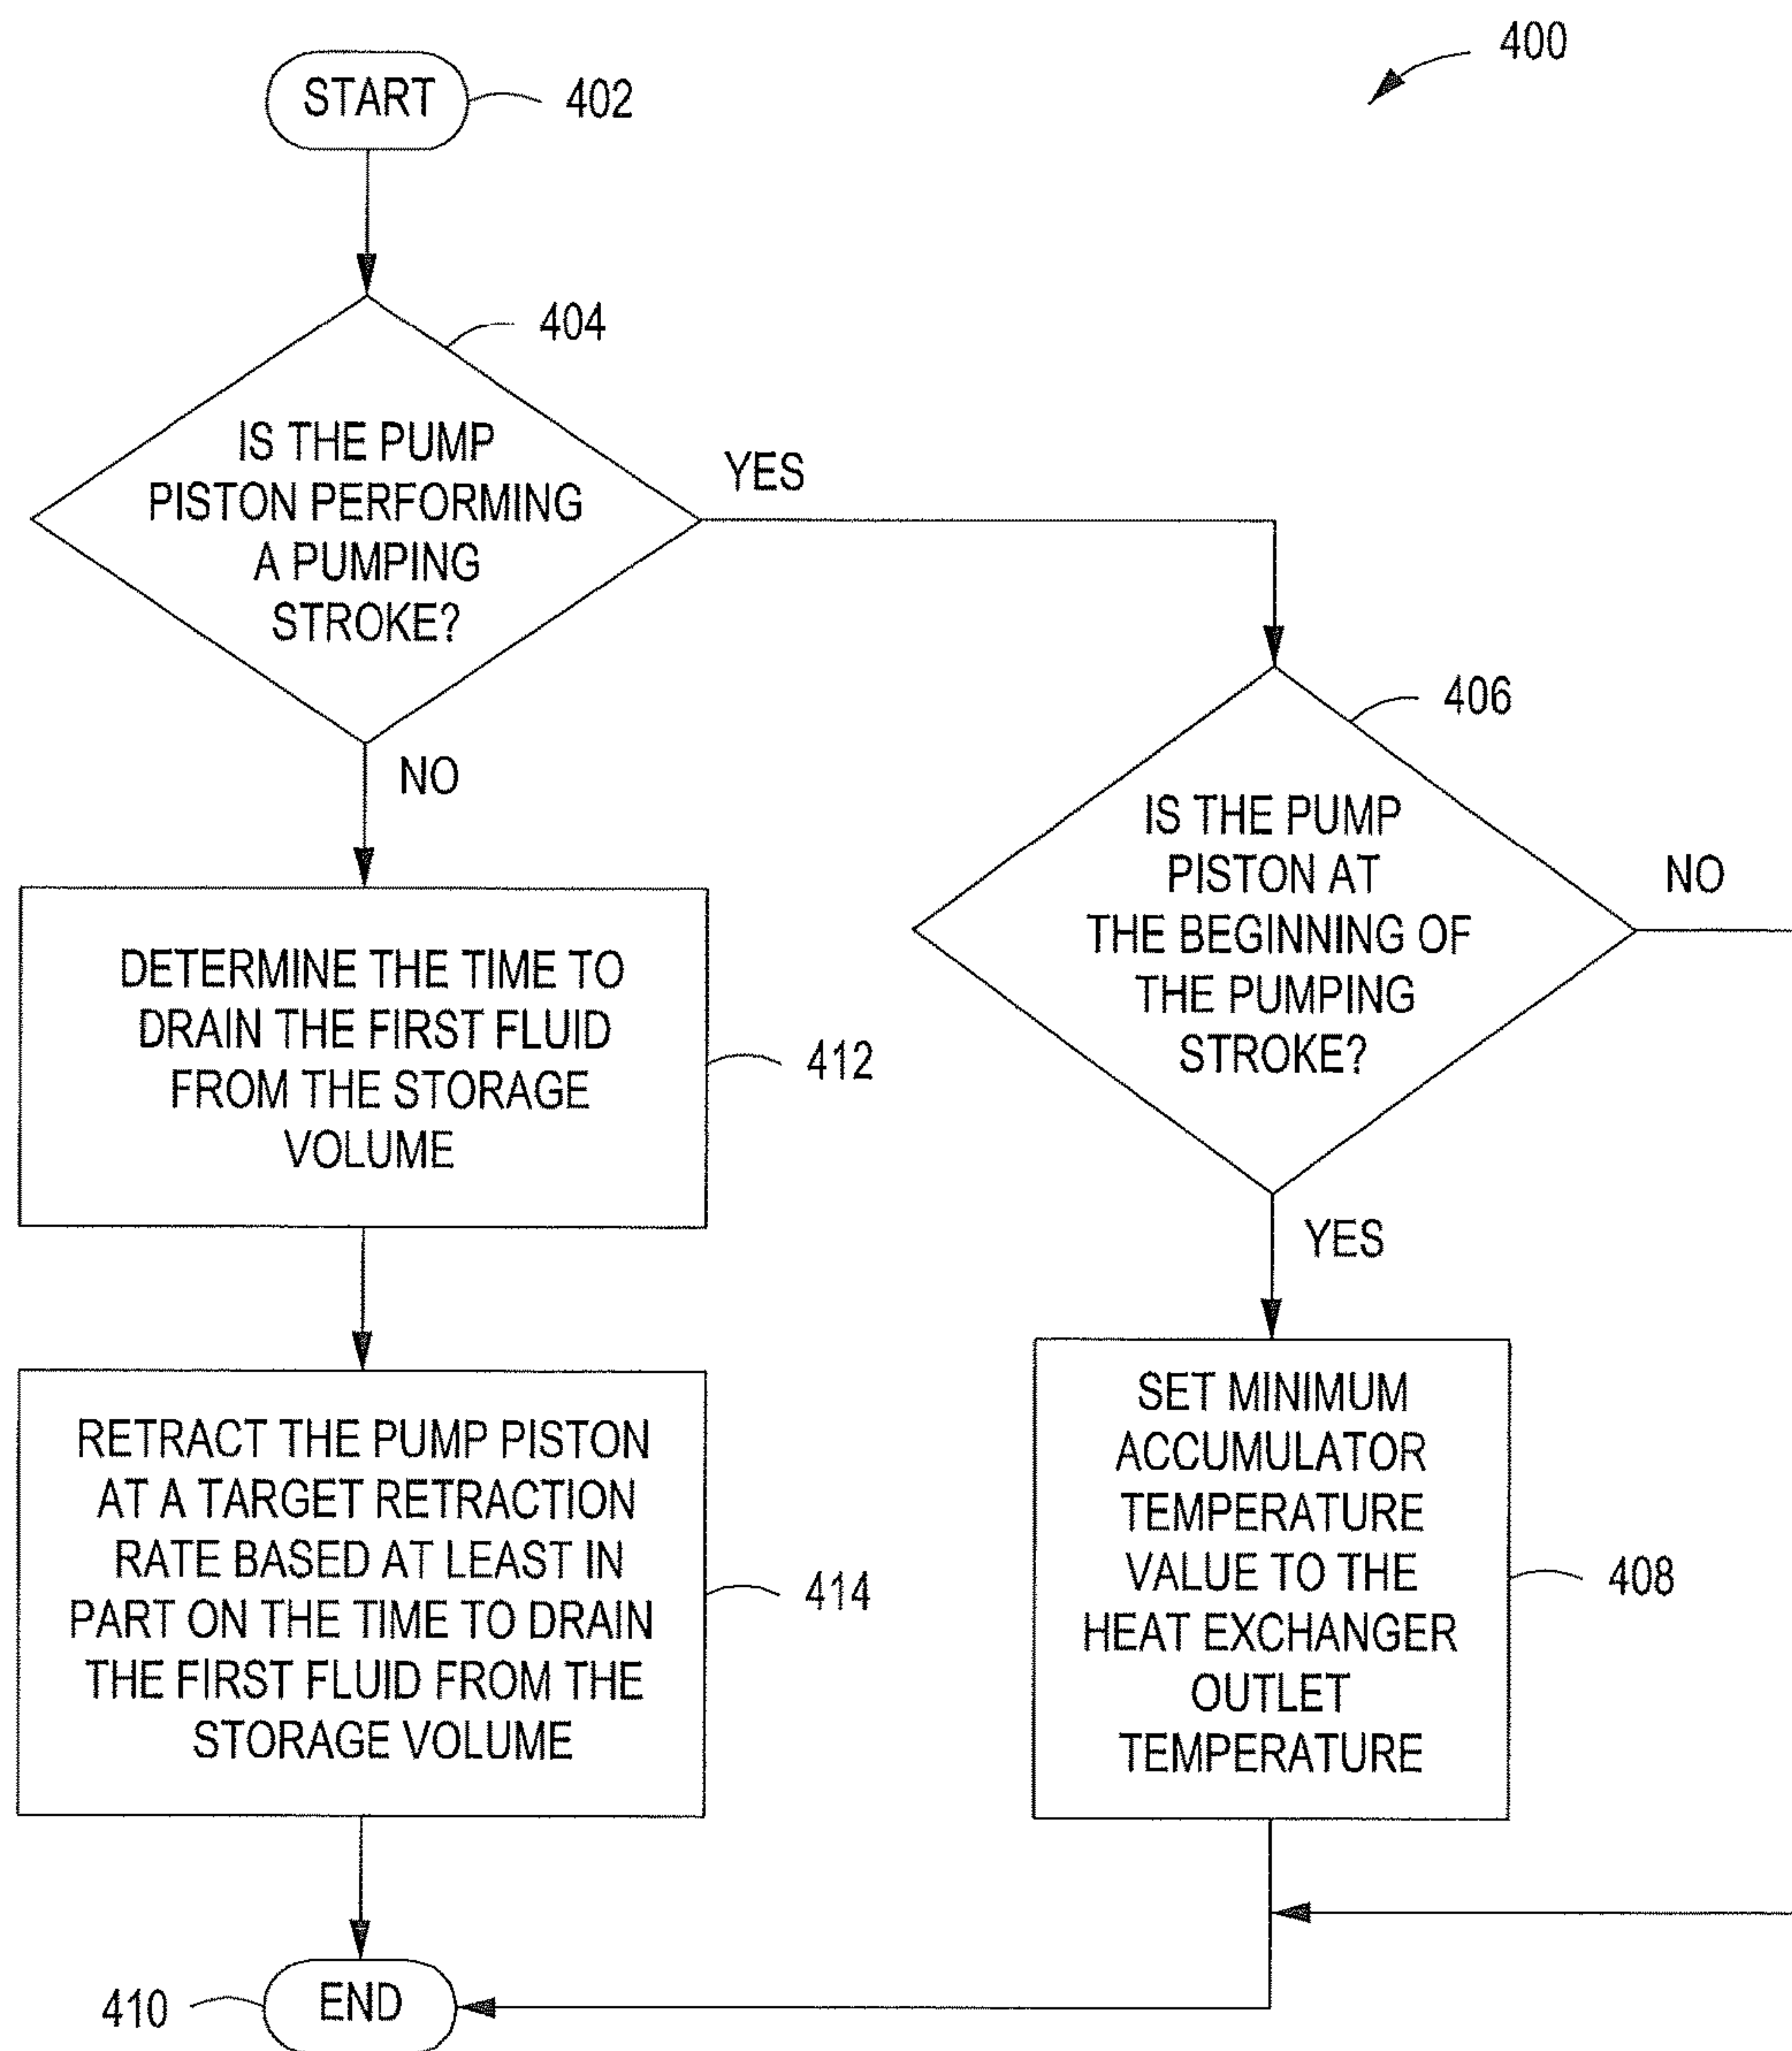 400
START
402
404
IS THE PUMP
PISTON PERFORMING
A PUMPING
STROKE?
YES
NO
406
IS THE PUMP
PISTON AT
THE BEGINNING OF
THE PUMPING
STROKE?
NO
YES
DETERMINE THE TIME TO
DRAIN THE FIRST FLUID
FROM THE STORAGE
VOLUME
412
RETRACT THE PUMP PISTON
AT A TARGET RETRACTION
RATE BASED AT LEAST IN
PART ON THE TIME TO DRAIN
THE FIRST FLUID FROM THE
STORAGE VOLUME
414
SET MINIMUM
ACCUMULATOR
TEMPERATURE
VALUE TO THE
HEAT EXCHANGER
OUTLET
TEMPERATURE
408
410
END